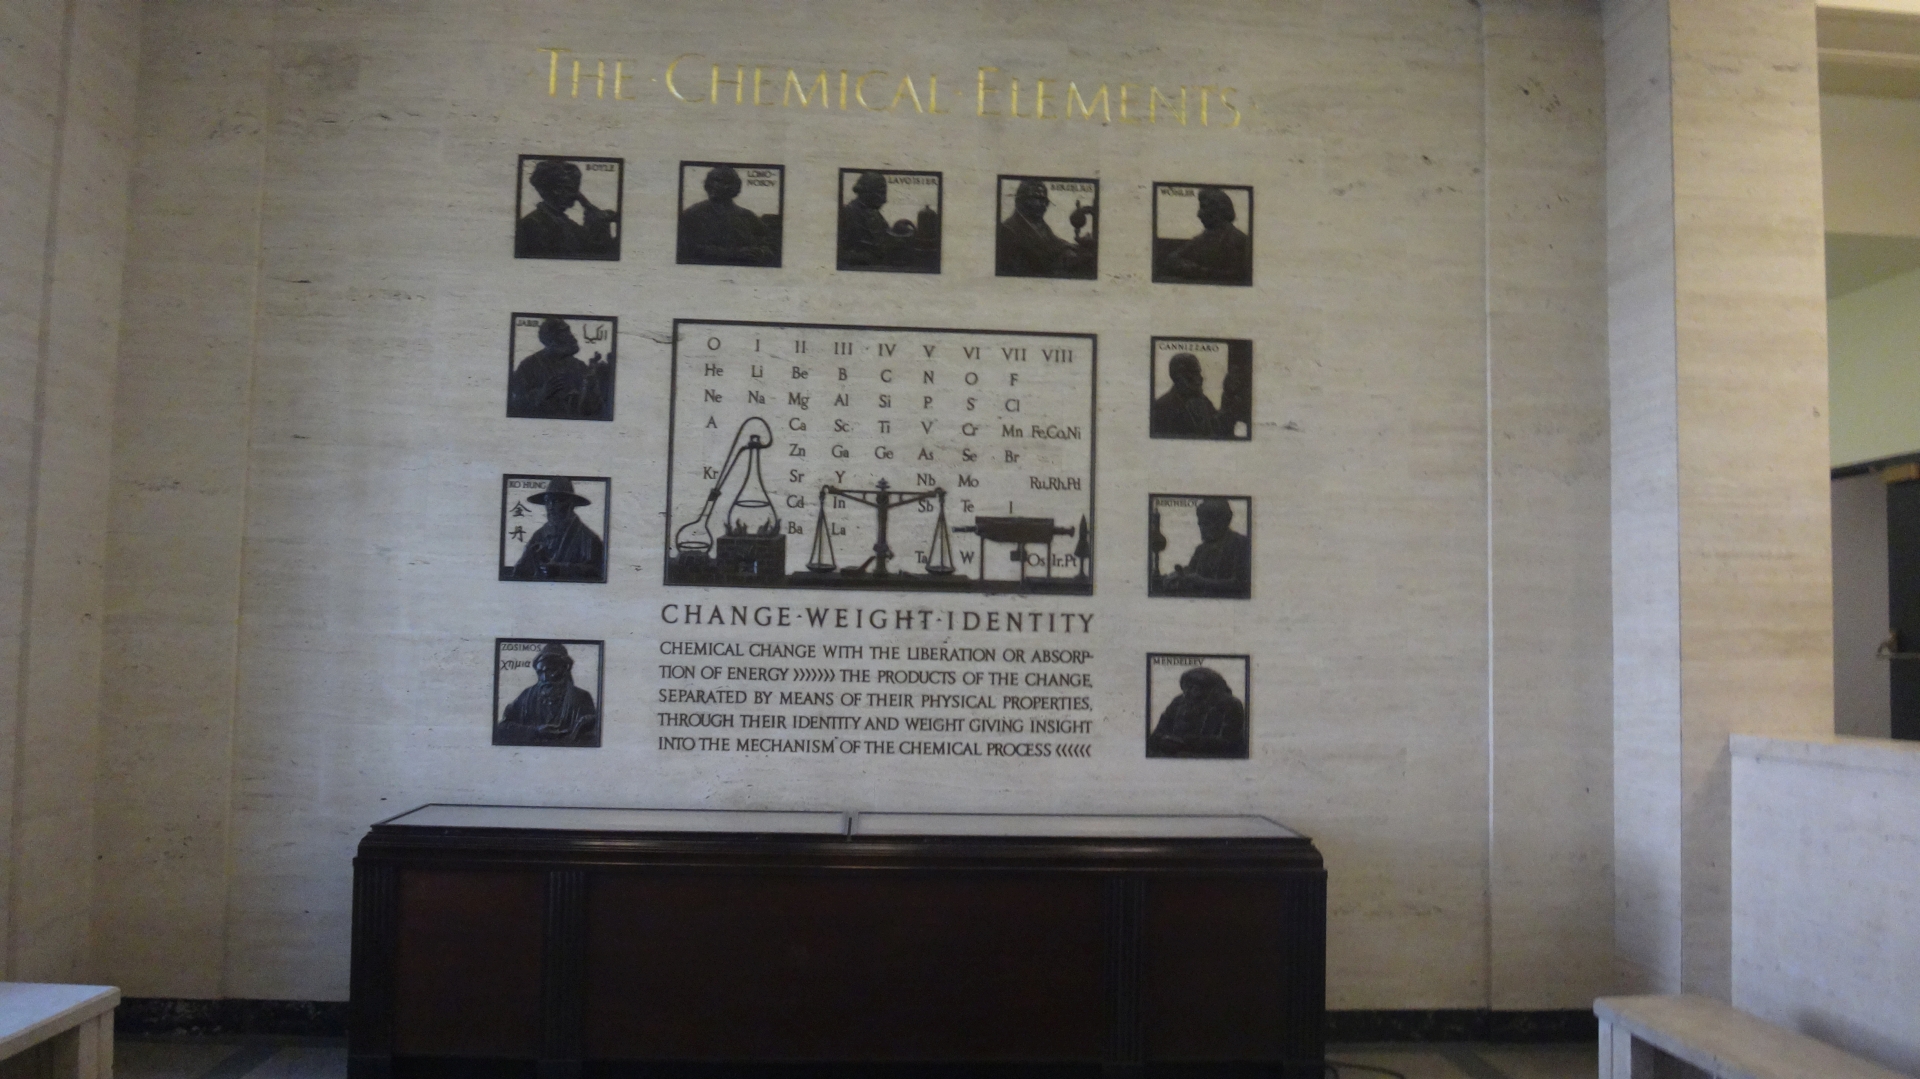 THE · CHEMICAL · ELEMENTS
BOYLE
LOMO-
NOSOV
LAVOISIER
BERZELIUS
WÖHLER
JABIR
الكيميا
CANNIZZARO
KO HUNG
金
丹
BERTHELOT
ZOSIMOS
χημια
MENDELEEV
O I II III IV V VI VII VIII
He Li Be B C N O F
Ne Na Mg Al Si P S Cl
A Ca Sc Ti V Cr Mn Fe,Co,Ni
Zn Ga Ge As Se Br
Kr Sr Y Nb Mo Ru,Rh,Pd
Cd In Sb Te I
Ba La
Ta W Os,Ir,Pt
CHANGE·WEIGHT·IDENTITY
CHEMICAL CHANGE WITH THE LIBERATION OR ABSORP-
TION OF ENERGY ››››››› THE PRODUCTS OF THE CHANGE,
SEPARATED BY MEANS OF THEIR PHYSICAL PROPERTIES,
THROUGH THEIR IDENTITY AND WEIGHT GIVING INSIGHT
INTO THE MECHANISM OF THE CHEMICAL PROCESS ‹‹‹‹‹‹